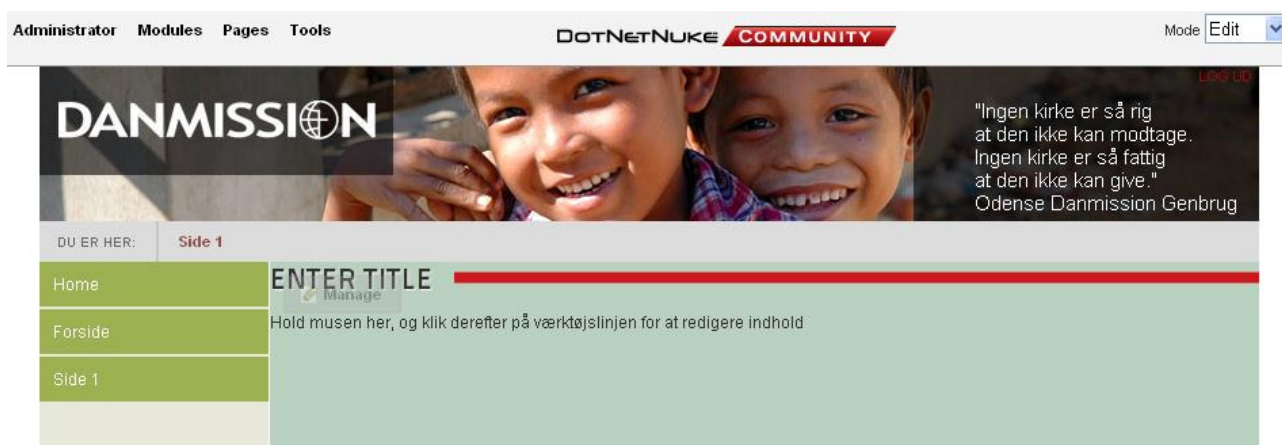 Administrator Modules Pages Tools
DotNetNuke COMMUNITY
Mode Edit
LOG UD
DANMISSION
"Ingen kirke er så rig
at den ikke kan modtage.
Ingen kirke er så fattig
at den ikke kan give."
Odense Danmission Genbrug
DU ER HER: Side 1
Home
Forside
Side 1
ENTER TITLE
Manage
Hold musen her, og klik derefter på værktøjslinjen for at redigere indhold